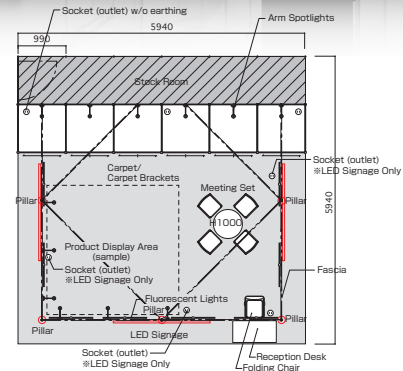 Socket (outlet) w/o earthing
5940
Arm Spotlights
990
Stock Room
Carpet/
Carpet Brackets
Socket (outlet)
※LED Signage Only
Meeting Set
Pillar
Pillar
5940
H1000
Product Display Area
(sample)
Socket (outlet)
※LED Signage Only
Fascia
Fluorescent Lights
Pillar
Pillar
Pillar
LED Signage
Socket (outlet)
※LED Signage Only
Reception Desk
Folding Chair